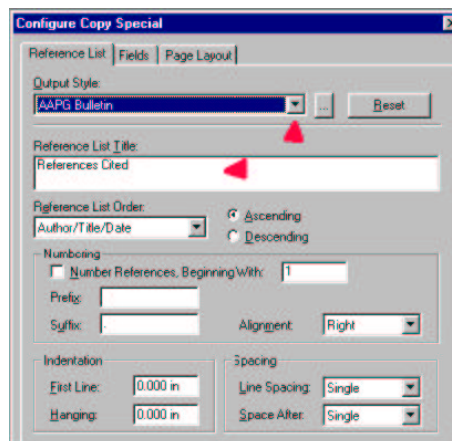 Configure Copy Special
Reference List Fields Page Layout
Output Style:
AAPG Bulletin ... Reset
Reference List Title:
References Cited
Reference List Order:
Author/Title/Date
Ascending
Descending
Numbering
Number References, Beginning With: 1
Prefix:
Suffix: . Alignment: Right
Indentation
First Line: 0.000 in
Hanging: 0.000 in
Spacing
Line Spacing: Single
Space After: Single